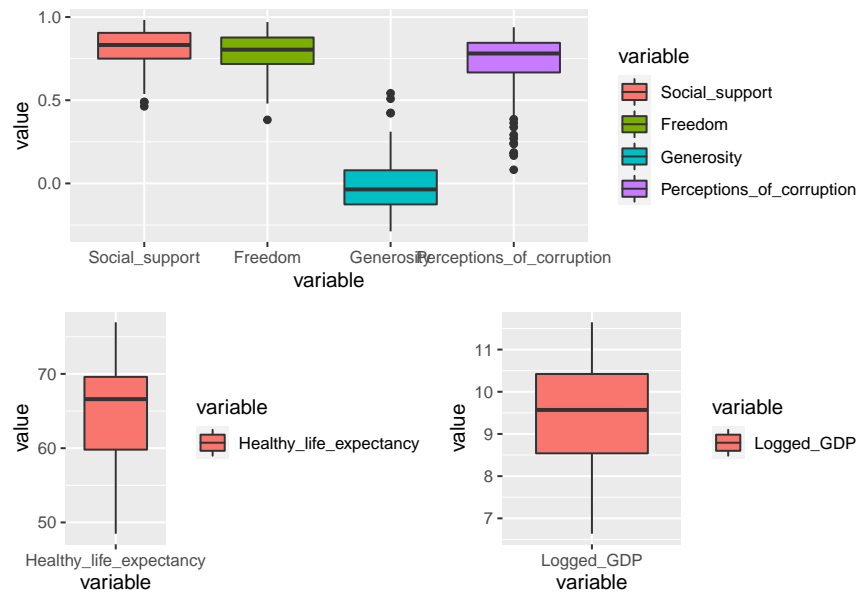 1.0
0.5
0.0
value
Social_support
Freedom
Generosity
Perceptions_of_corruption
variable
variable
Social_support
Freedom
Generosity
Perceptions_of_corruption
70
60
50
value
Healthy_life_expectancy
variable
variable
Healthy_life_expectancy
11
10
9
8
7
value
Logged_GDP
variable
variable
Logged_GDP